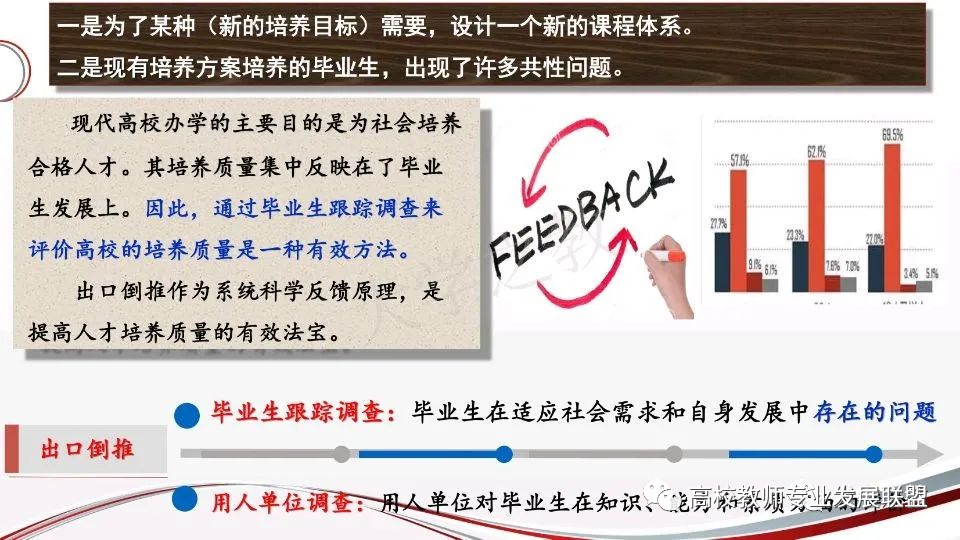 一是为了某种（新的培养目标）需要，设计一个新的课程体系。
二是现有培养方案培养的毕业生，出现了许多共性问题。
现代高校办学的主要目的是为社会培养
合格人才。其培养质量集中反映在了毕业
生发展上。因此，通过毕业生跟踪调查来
评价高校的培养质量是一种有效方法。
出口倒推作为系统科学反馈原理，是
提高人才培养质量的有效法宝。
FEEDBACK
27.7% 57.1% 9.1% 6.1%
23.3% 62.1% 7.6% 7.0%
22.0% 69.5% 3.4% 5.1%
毕业生跟踪调查：毕业生在适应社会需求和自身发展中存在的问题
出口倒推
用人单位调查：用人单位对毕业生在知识、能力和素质方面的
高校教师专业发展联盟